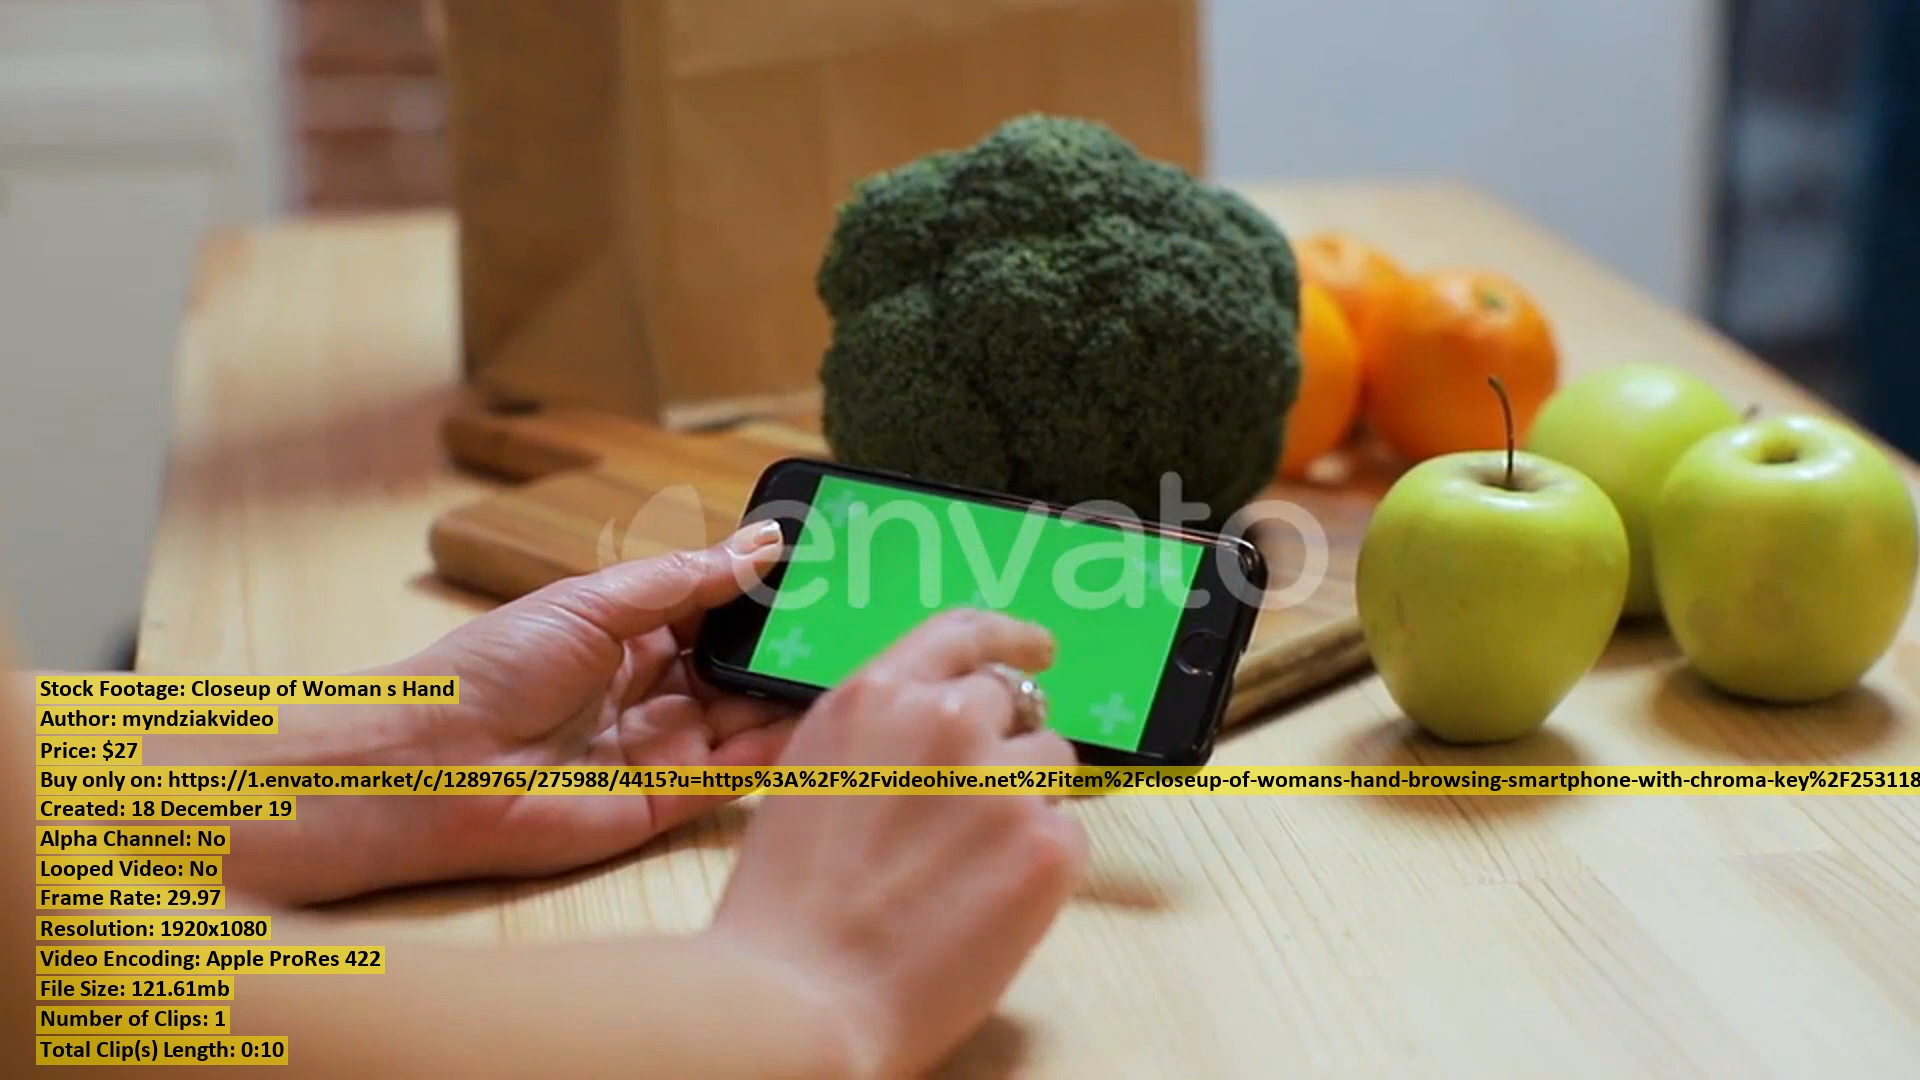 envato
Stock Footage: Closeup of Woman s Hand
Author: myndziakvideo
Price: $27
Buy only on: https://1.envato.market/c/1289765/275988/4415?u=https%3A%2F%2Fvideohive.net%2Fitem%2Fcloseup-of-womans-hand-browsing-smartphone-with-chroma-key%2F253118
Created: 18 December 19
Alpha Channel: No
Looped Video: No
Frame Rate: 29.97
Resolution: 1920x1080
Video Encoding: Apple ProRes 422
File Size: 121.61mb
Number of Clips: 1
Total Clip(s) Length: 0:10